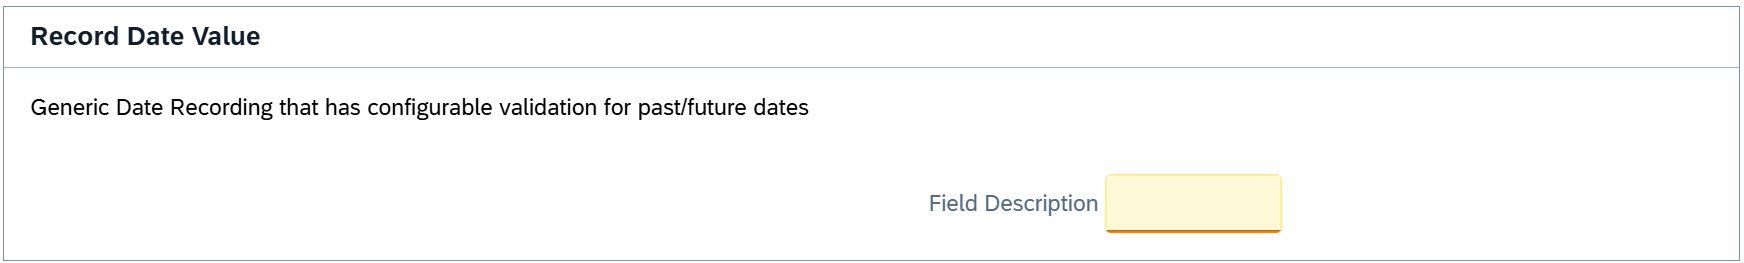 Record Date Value
Generic Date Recording that has configurable validation for past/future dates
Field Description